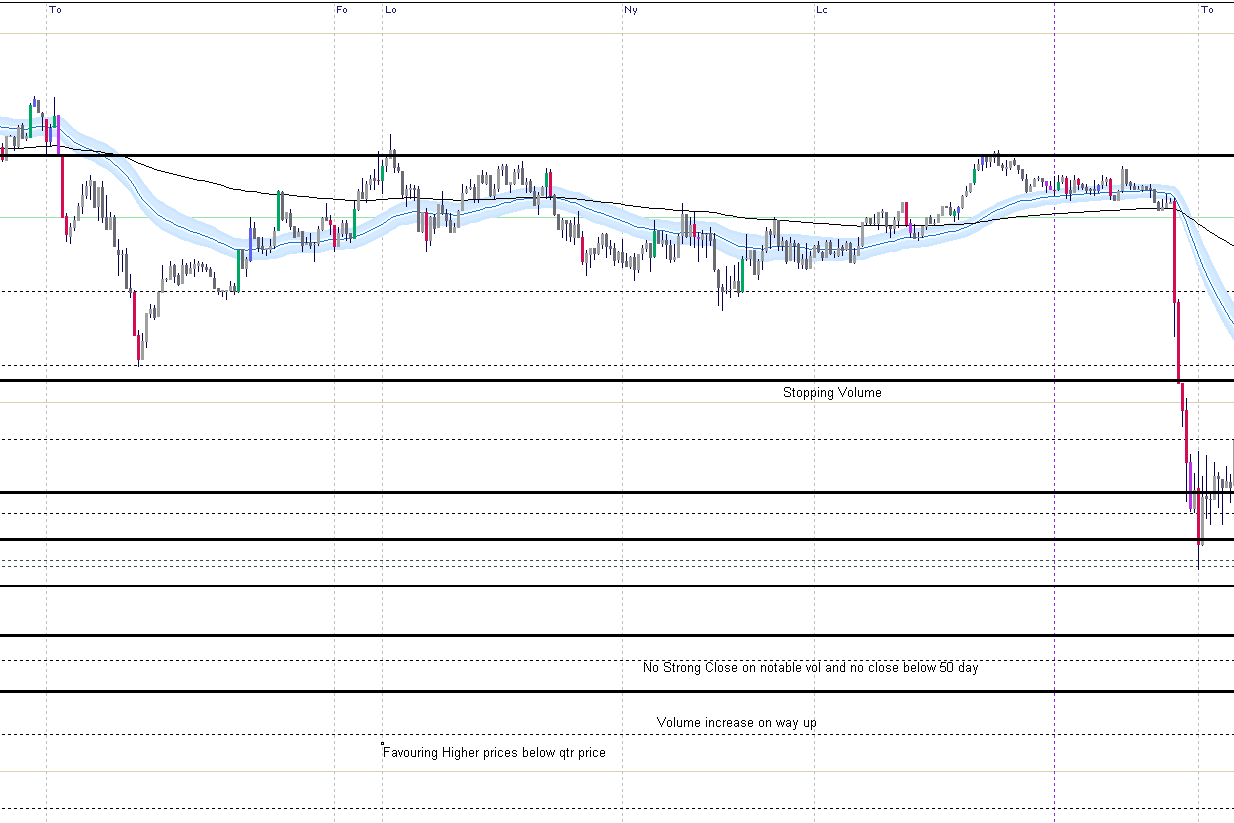 To
Fo
Lo
Ny
Lc
To
Stopping Volume
No Strong Close on notable vol and no close below 50 day
Volume increase on way up
Favouring Higher prices below qtr price